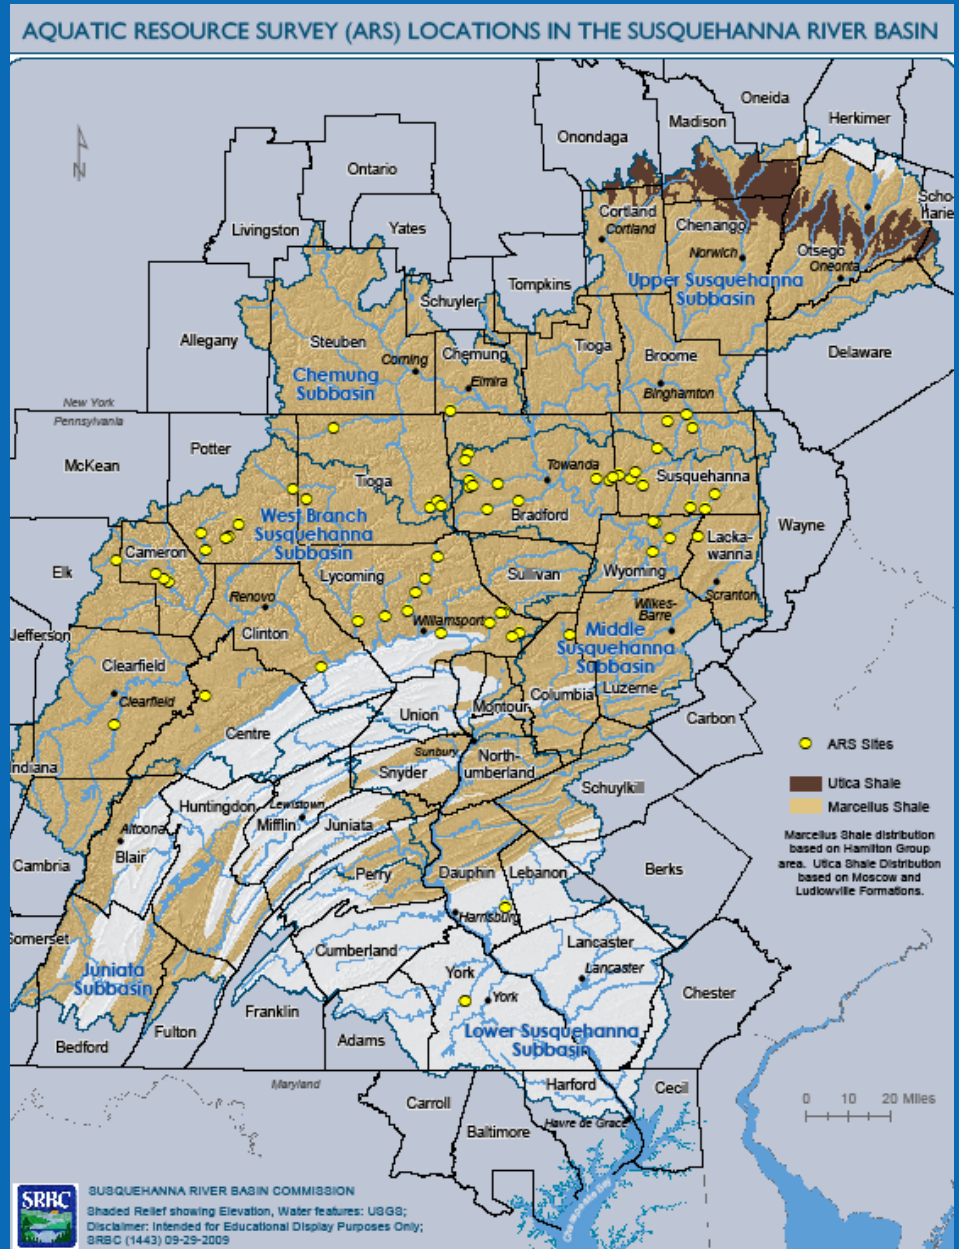 AQUATIC RESOURCE SURVEY (ARS) LOCATIONS IN THE SUSQUEHANNA RIVER BASIN
Oneida
Madison
Herkimer
Onondaga
Ontario
Scho-
harie
Cortland
Cortland
Chenango
Livingston
Yates
Norwich
Otsego
Oneonta
Upper Susquehanna
Subbasin
Tompkins
Schuyler
Allegany
Steuben
Corning
Chemung
Elmira
Tioga
Broome
Delaware
Chemung
Subbasin
Binghamton
New York
Pennsylvania
McKean
Potter
Tioga
Towanda
Susquehanna
West Branch
Susquehanna
Subbasin
Bradford
Wayne
Cameron
Elk
Lycoming
Sullivan
Wyoming
Lacka-
wanna
Renovo
Scranton
Wilkes-
Barre
Jefferson
Clinton
Williamsport
Middle
Susquehanna
Subbasin
Clearfield
Clearfield
Columbia
Luzerne
Montour
Union
Carbon
Centre
Sunbury
North-
umberland
ARS Sites
Indiana
Snyder
Schuylkill
Utica Shale
Marcellus Shale
Huntingdon
Lewistown
Mifflin
Juniata
Altoona
Blair
Marcellus Shale distribution
based on Hamilton Group
area. Utica Shale Distribution
based on Moscow and
Ludlowville Formations.
Cambria
Perry
Dauphin
Lebanon
Berks
Harrisburg
Somerset
Cumberland
Lancaster
Lancaster
Juniata
Subbasin
York
York
Chester
Franklin
Fulton
Adams
Lower Susquehanna
Subbasin
Bedford
Maryland
Harford
Cecil
Carroll
Havre de Grace
Baltimore
0 10 20 Miles
Chesapeake Bay
SRBC
SUSQUEHANNA RIVER BASIN COMMISSION
Shaded Relief showing Elevation, Water features: USGS;
Disclaimer: Intended for Educational Display Purposes Only;
SRBC (1443) 09-29-2009
N